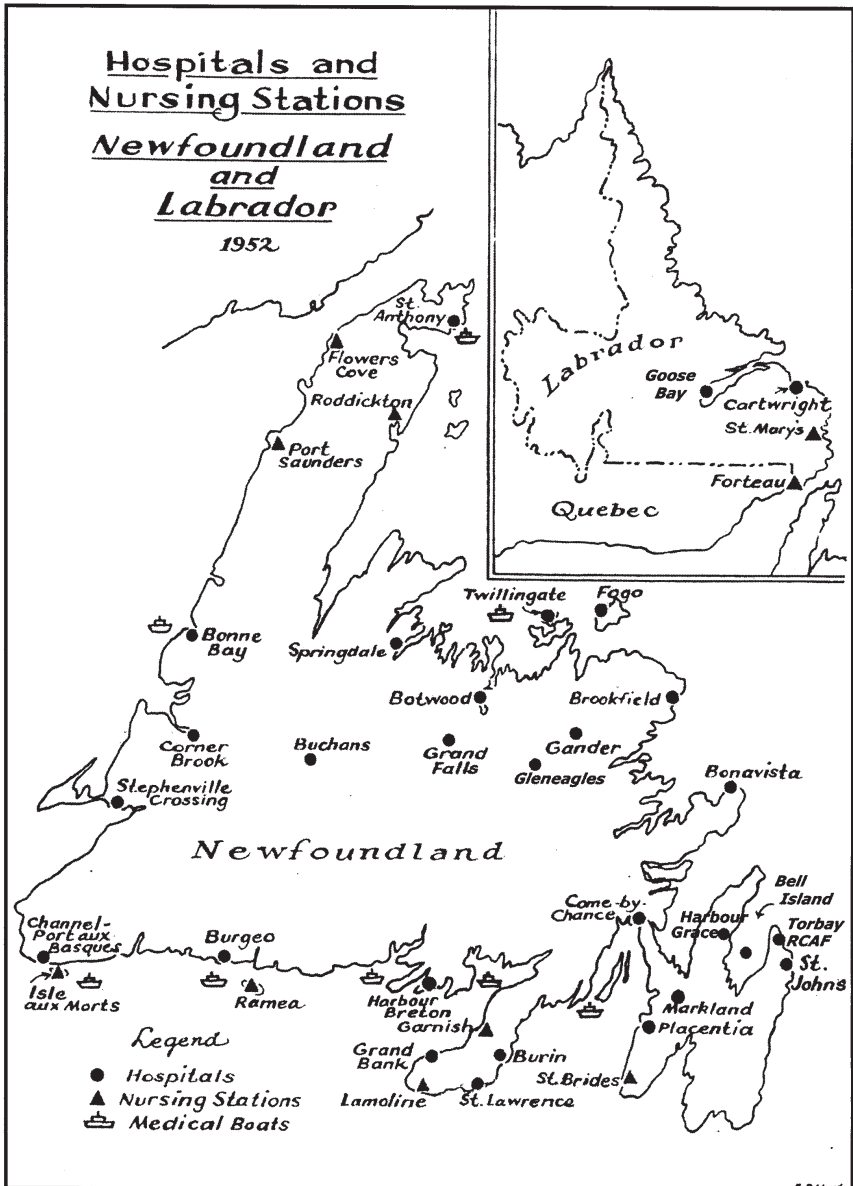 Hospitals and
Nursing Stations
Newfoundland
and
Labrador
1952
St.
Anthony
Flowers
Cove
Roddickton
Port
Saunders
Labrador
Goose
Bay
Cartwright
St. Marys
Forteau
Quebec
Twillingate
Fogo
Bonne
Bay
Springdale
Botwood
Brookfield
Corner
Brook
Buchans
Grand
Falls
Gander
Gleneagles
Bonavista
Stephenville
Crossing
Newfoundland
Come-by-
Chance
Harbour
Grace
Bell
Island
Torbay
RCAF
St.
John's
Channel-
Port aux
Basques
Burgeo
Isle
aux Morts
Ramea
Harbour
Breton
Garnish
Markland
Placentia
Grand
Bank
Burin
St. Brides
Lamoline
St. Lawrence
Legend
Hospitals
Nursing Stations
Medical Boats